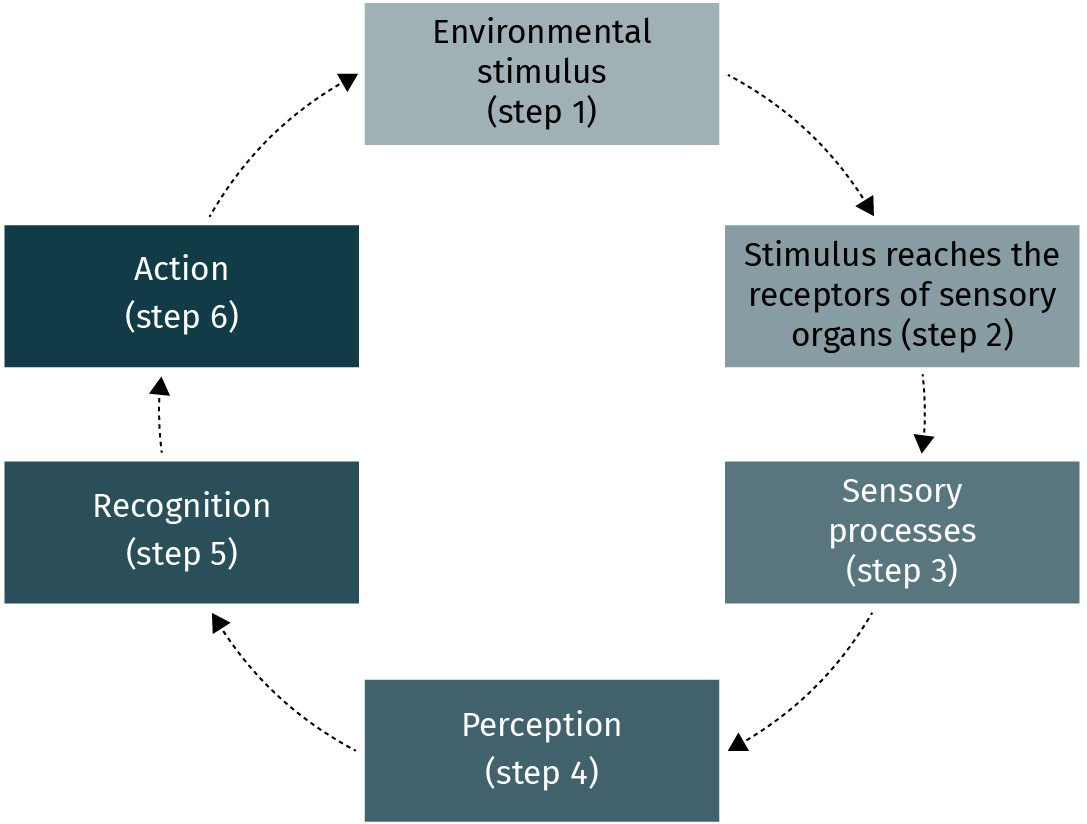 Environmental
stimulus
(step 1)
Stimulus reaches the
receptors of sensory
organs (step 2)
Sensory
processes
(step 3)
Perception
(step 4)
Recognition
(step 5)
Action
(step 6)